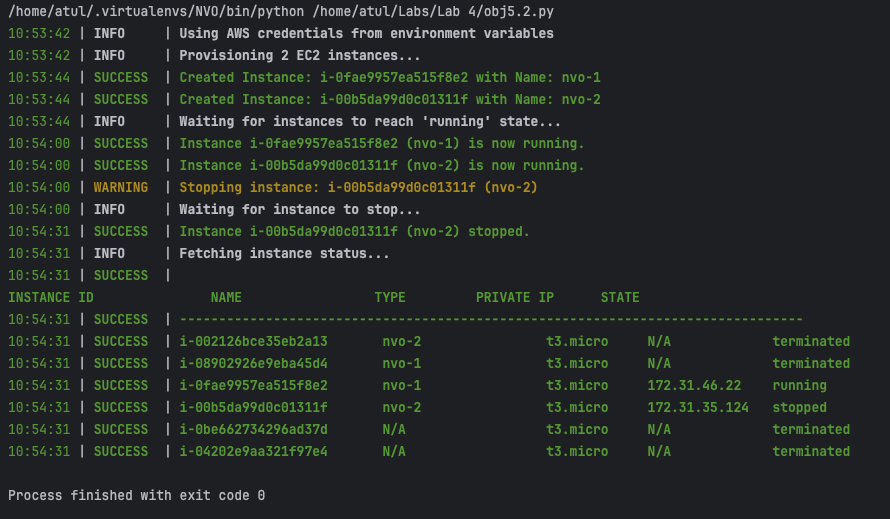 /home/atul/.virtualenvs/NVO/bin/python /home/atul/Labs/Lab 4/obj5.2.py
10:53:42 | INFO     | Using AWS credentials from environment variables
10:53:42 | INFO     | Provisioning 2 EC2 instances...
10:53:44 | SUCCESS  | Created Instance: i-0fae9957ea515f8e2 with Name: nvo-1
10:53:44 | SUCCESS  | Created Instance: i-00b5da99d0c01311f with Name: nvo-2
10:53:44 | INFO     | Waiting for instances to reach 'running' state...
10:54:00 | SUCCESS  | Instance i-0fae9957ea515f8e2 (nvo-1) is now running.
10:54:00 | SUCCESS  | Instance i-00b5da99d0c01311f (nvo-2) is now running.
10:54:00 | WARNING  | Stopping instance: i-00b5da99d0c01311f (nvo-2)
10:54:00 | INFO     | Waiting for instance to stop...
10:54:31 | SUCCESS  | Instance i-00b5da99d0c01311f (nvo-2) stopped.
10:54:31 | INFO     | Fetching instance status...
10:54:31 | SUCCESS  |
INSTANCE ID               NAME                 TYPE         PRIVATE IP      STATE
10:54:31 | SUCCESS  | --------------------------------------------------------------------------------
10:54:31 | SUCCESS  | i-002126bce35eb2a13       nvo-2                t3.micro     N/A             terminated
10:54:31 | SUCCESS  | i-08902926e9eba45d4       nvo-1                t3.micro     N/A             terminated
10:54:31 | SUCCESS  | i-0fae9957ea515f8e2       nvo-1                t3.micro     172.31.46.22    running
10:54:31 | SUCCESS  | i-00b5da99d0c01311f       nvo-2                t3.micro     172.31.35.124   stopped
10:54:31 | SUCCESS  | i-0be662734296ad37d       N/A                  t3.micro     N/A             terminated
10:54:31 | SUCCESS  | i-04202e9aa321f97e4       N/A                  t3.micro     N/A             terminated
Process finished with exit code 0